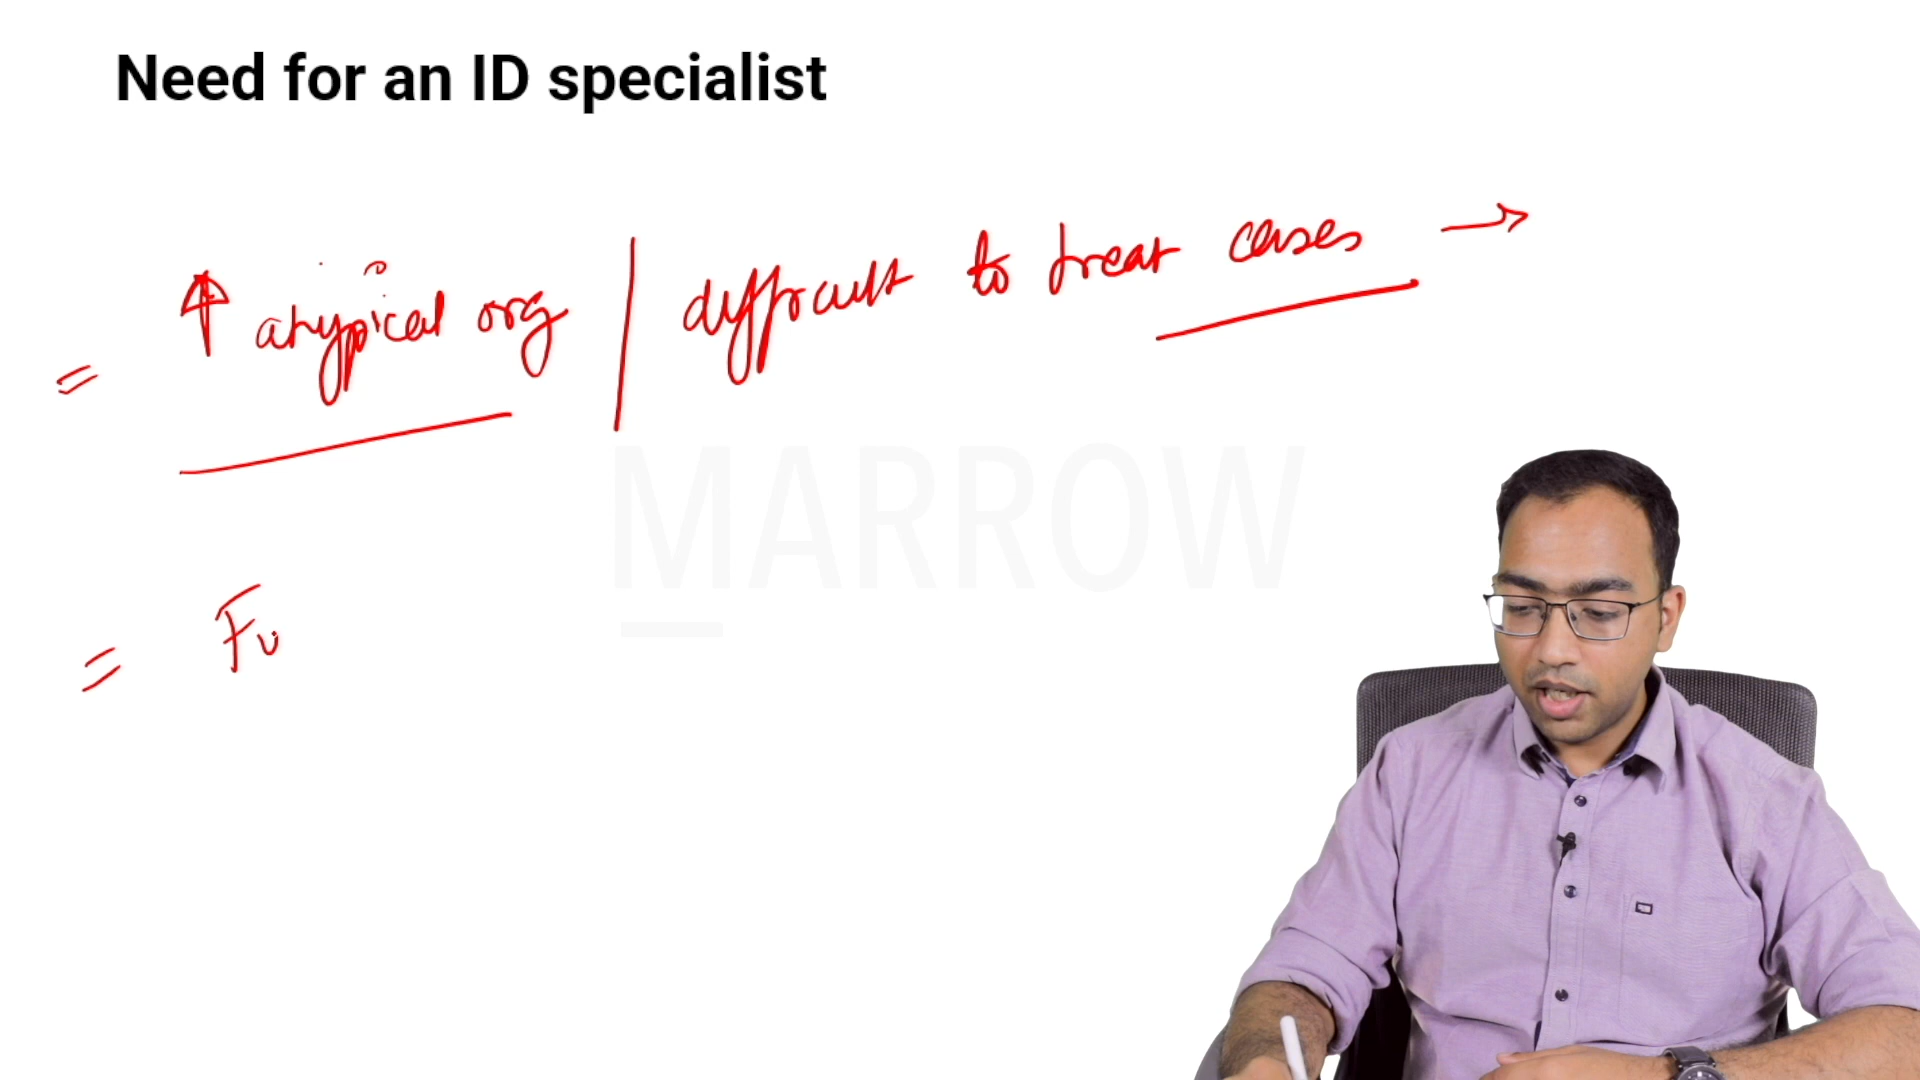 Need for an ID specialist
= ↑ atypical org | difficult to treat cases →
MARROW
= Fu